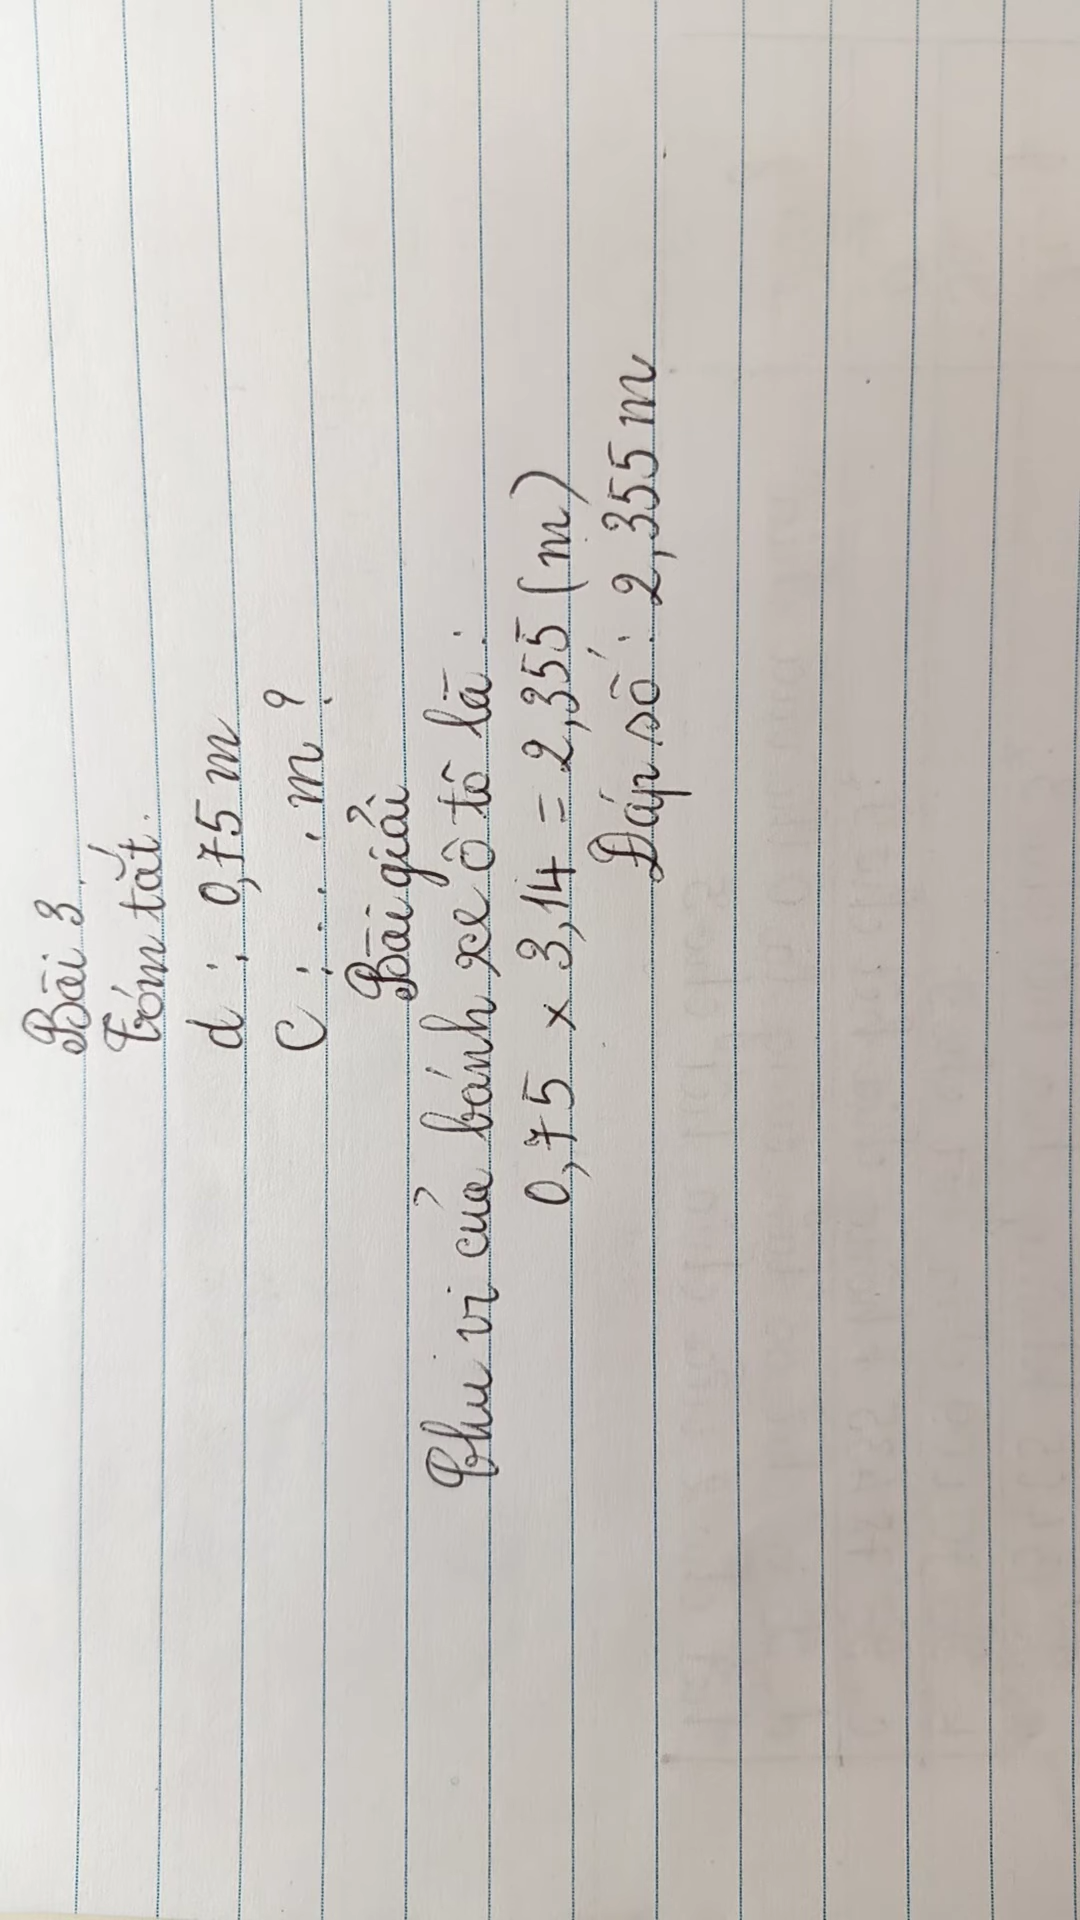 Bài 3
Tóm tắt:
d : 0,75 m
C : . . . m ?
Bài giải
Chu vi của bánh xe ô tô là :
0,75 × 3,14 = 2,355 (m)
Đáp số : 2,355 m